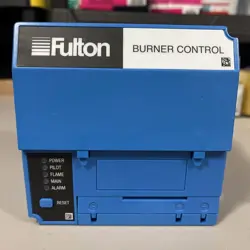 Fulton
BURNER CONTROL
POWER
PILOT
FLAME
MAIN
ALARM
RESET